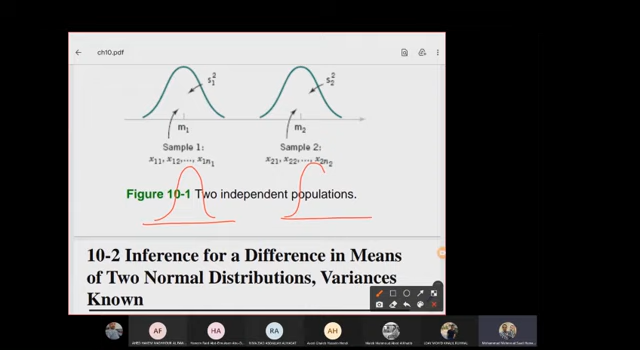 ch10.pdf
s₁²
s₂²
m₁
m₂
Sample 1:
Sample 2:
x₁₁, x₁₂,..., x₁ₙ₁
x₂₁, x₂₂,..., x₂ₙ₂
Figure 10-1 Two independent populations.
10-2 Inference for a Difference in Means
of Two Normal Distributions, Variances
Known
AF
HA
RA
AH